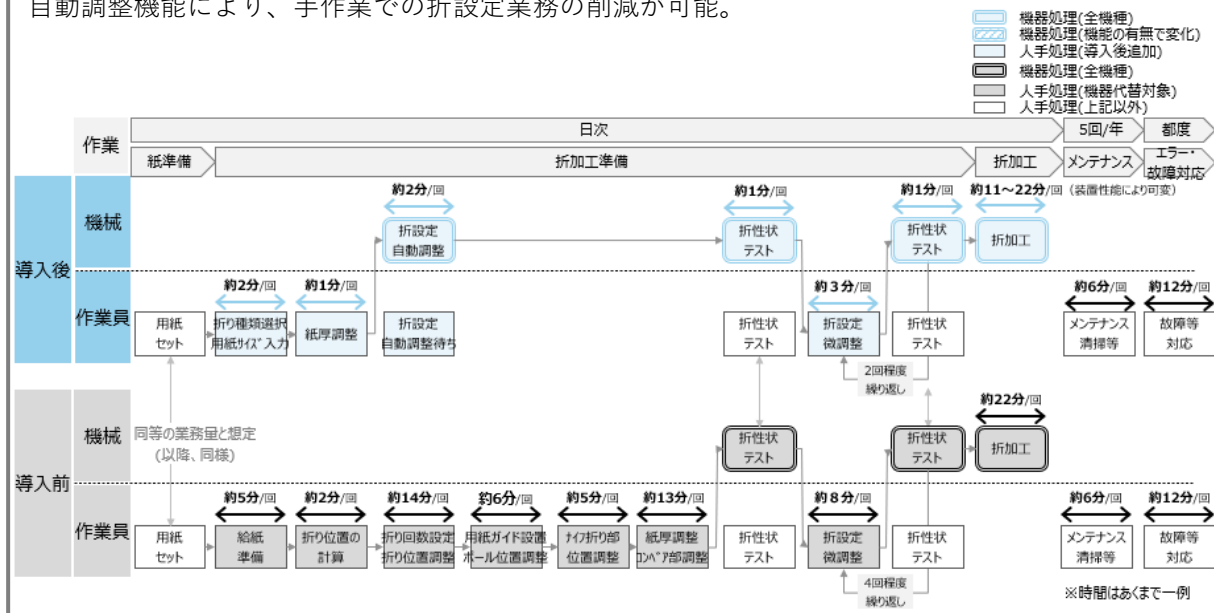 自動調整機能により、手作業での折設定業務の削減が可能。
機器処理(全機種)
機器処理(機能の有無で変化)
人手処理(導入後追加)
機器処理(全機種)
人手処理(機器代替対象)
人手処理(上記以外)
作業
日次
5回/年
都度
紙準備
折加工準備
折加工
メンテナンス
エラー・
故障対応
導入後
機械
約2分/回
約1分/回
約1分/回
約11～22分/回
(装置性能により可変)
折設定
自動調整
折性状
テスト
折性状
テスト
折加工
作業員
約2分/回
約1分/回
約3分/回
約6分/回
約12分/回
用紙
セット
折り種類選択
用紙ｻｲｽﾞ入力
紙厚調整
折設定
自動調整待ち
折性状
テスト
折設定
微調整
折性状
テスト
メンテナンス
清掃等
故障等
対応
2回程度
繰り返し
導入前
機械
同等の業務量と想定
(以降、同様)
約22分/回
折性状
テスト
折性状
テスト
折加工
作業員
約5分/回
約2分/回
約14分/回
約6分/回
約5分/回
約13分/回
約8分/回
約6分/回
約12分/回
用紙
セット
給紙
準備
折り位置の
計算
折り回数設定
折り位置調整
用紙ガイド設置
ボール位置調整
ﾅｲﾌ折り部
位置調整
紙厚調整
ｺﾝﾍﾞｱ部調整
折性状
テスト
折設定
微調整
折性状
テスト
メンテナンス
清掃等
故障等
対応
4回程度
繰り返し
※時間はあくまで一例